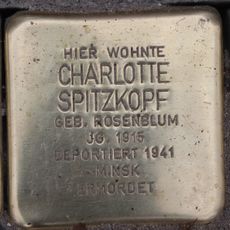 HIER WOHNTE
CHARLOTTE
SPITZKOPF
GEB. ROSENBLUM
JG. 1915
DEPORTIERT 1941
MINSK
ERMORDET